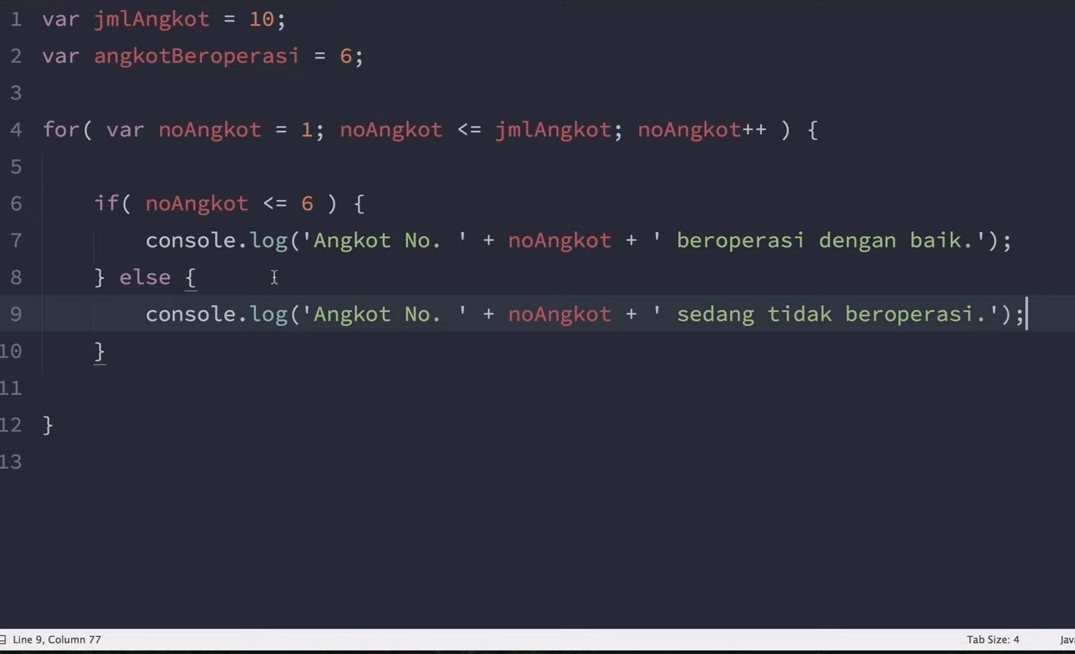 1 var jmlAngkot = 10;
2 var angkotBeroperasi = 6;
3
4 for( var noAngkot = 1; noAngkot <= jmlAngkot; noAngkot++ ) {
5
6     if( noAngkot <= 6 ) {
7         console.log('Angkot No. ' + noAngkot + ' beroperasi dengan baik.');
8     } else {
9         console.log('Angkot No. ' + noAngkot + ' sedang tidak beroperasi.');
10     }
11
12 }
13
Line 9, Column 77 Tab Size: 4 Jav